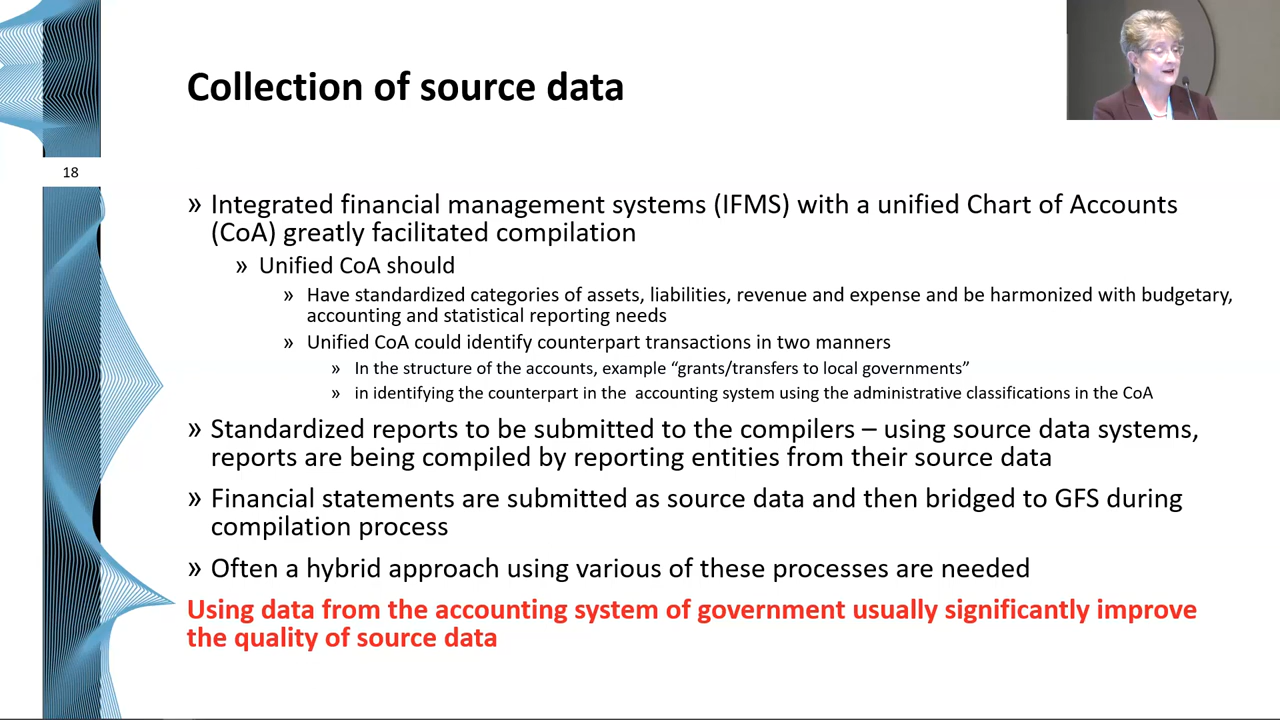 Collection of source data
18
» Integrated financial management systems (IFMS) with a unified Chart of Accounts
(CoA) greatly facilitated compilation
» Unified CoA should
» Have standardized categories of assets, liabilities, revenue and expense and be harmonized with budgetary,
accounting and statistical reporting needs
» Unified CoA could identify counterpart transactions in two manners
» In the structure of the accounts, example “grants/transfers to local governments”
» in identifying the counterpart in the accounting system using the administrative classifications in the CoA
» Standardized reports to be submitted to the compilers – using source data systems,
reports are being compiled by reporting entities from their source data
» Financial statements are submitted as source data and then bridged to GFS during
compilation process
» Often a hybrid approach using various of these processes are needed
Using data from the accounting system of government usually significantly improve
the quality of source data